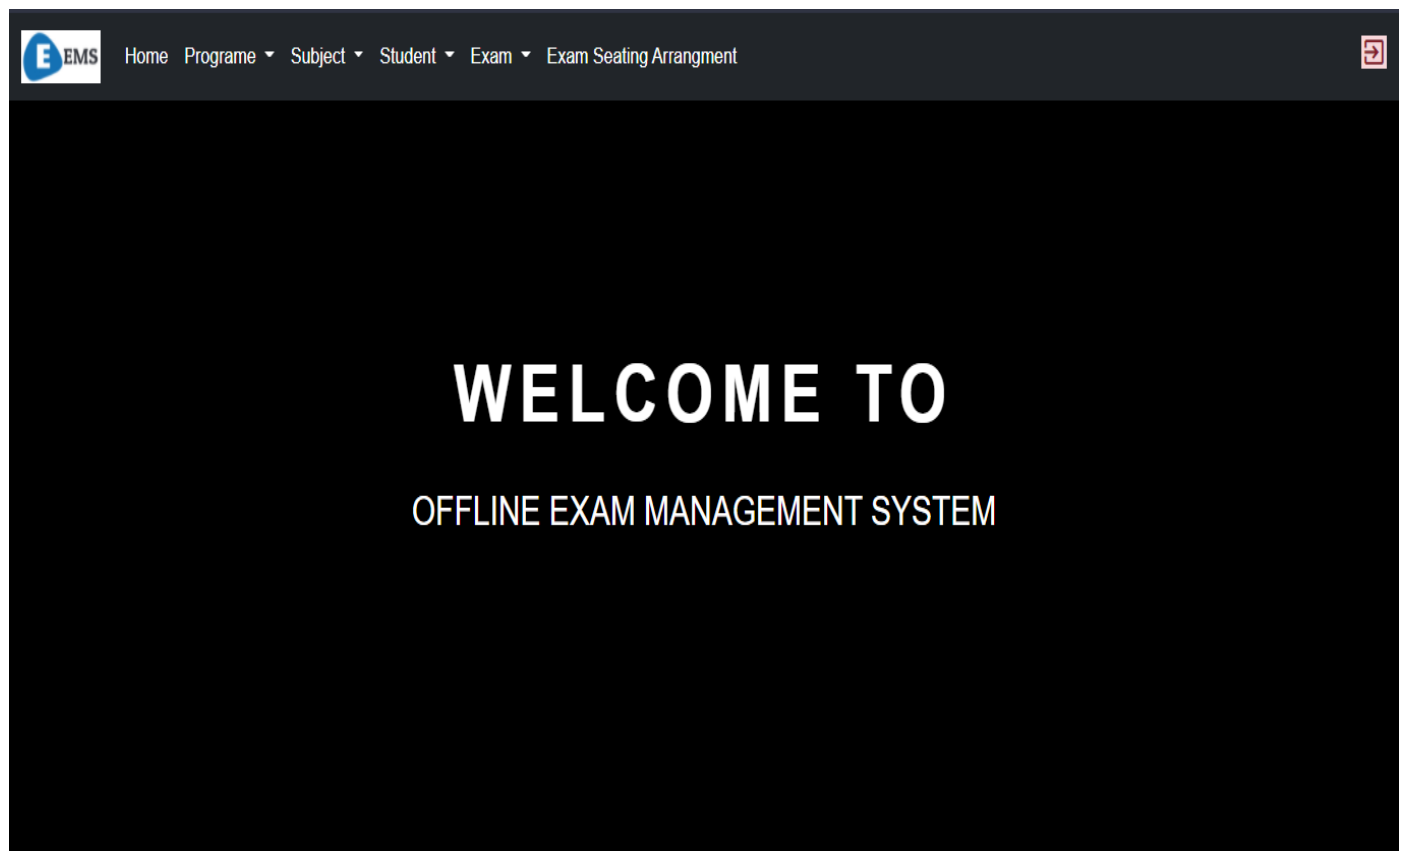 E EMS Home Programe Subject Student Exam Exam Seating Arrangment
WELCOME TO
OFFLINE EXAM MANAGEMENT SYSTEM